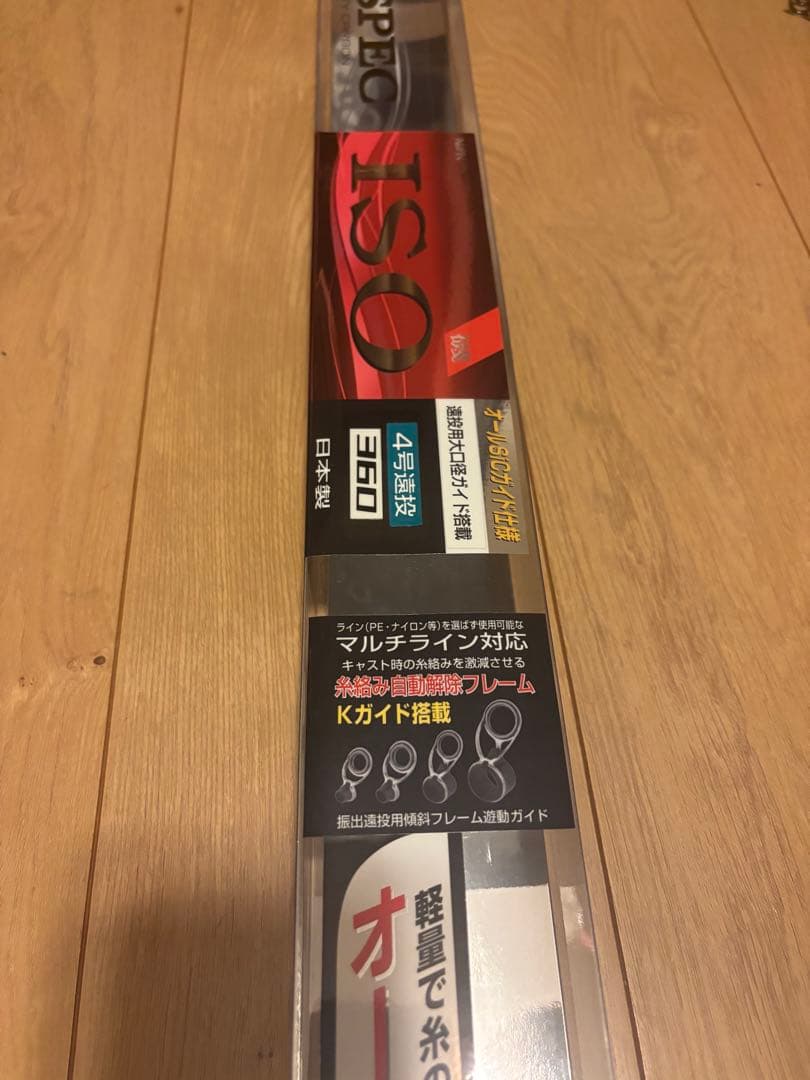 SPEC
ISO
オールSiCガイド仕様
遠投用大口径ガイド搭載
4号遠投
360
日本製
ライン(PE・ナイロン等)を選ばず使用可能な
マルチライン対応
キャスト時の糸絡みを激減させる
糸絡み自動解除フレーム
Kガイド搭載
振出遠投用傾斜フレーム遊動ガイド
軽量で糸の
オー